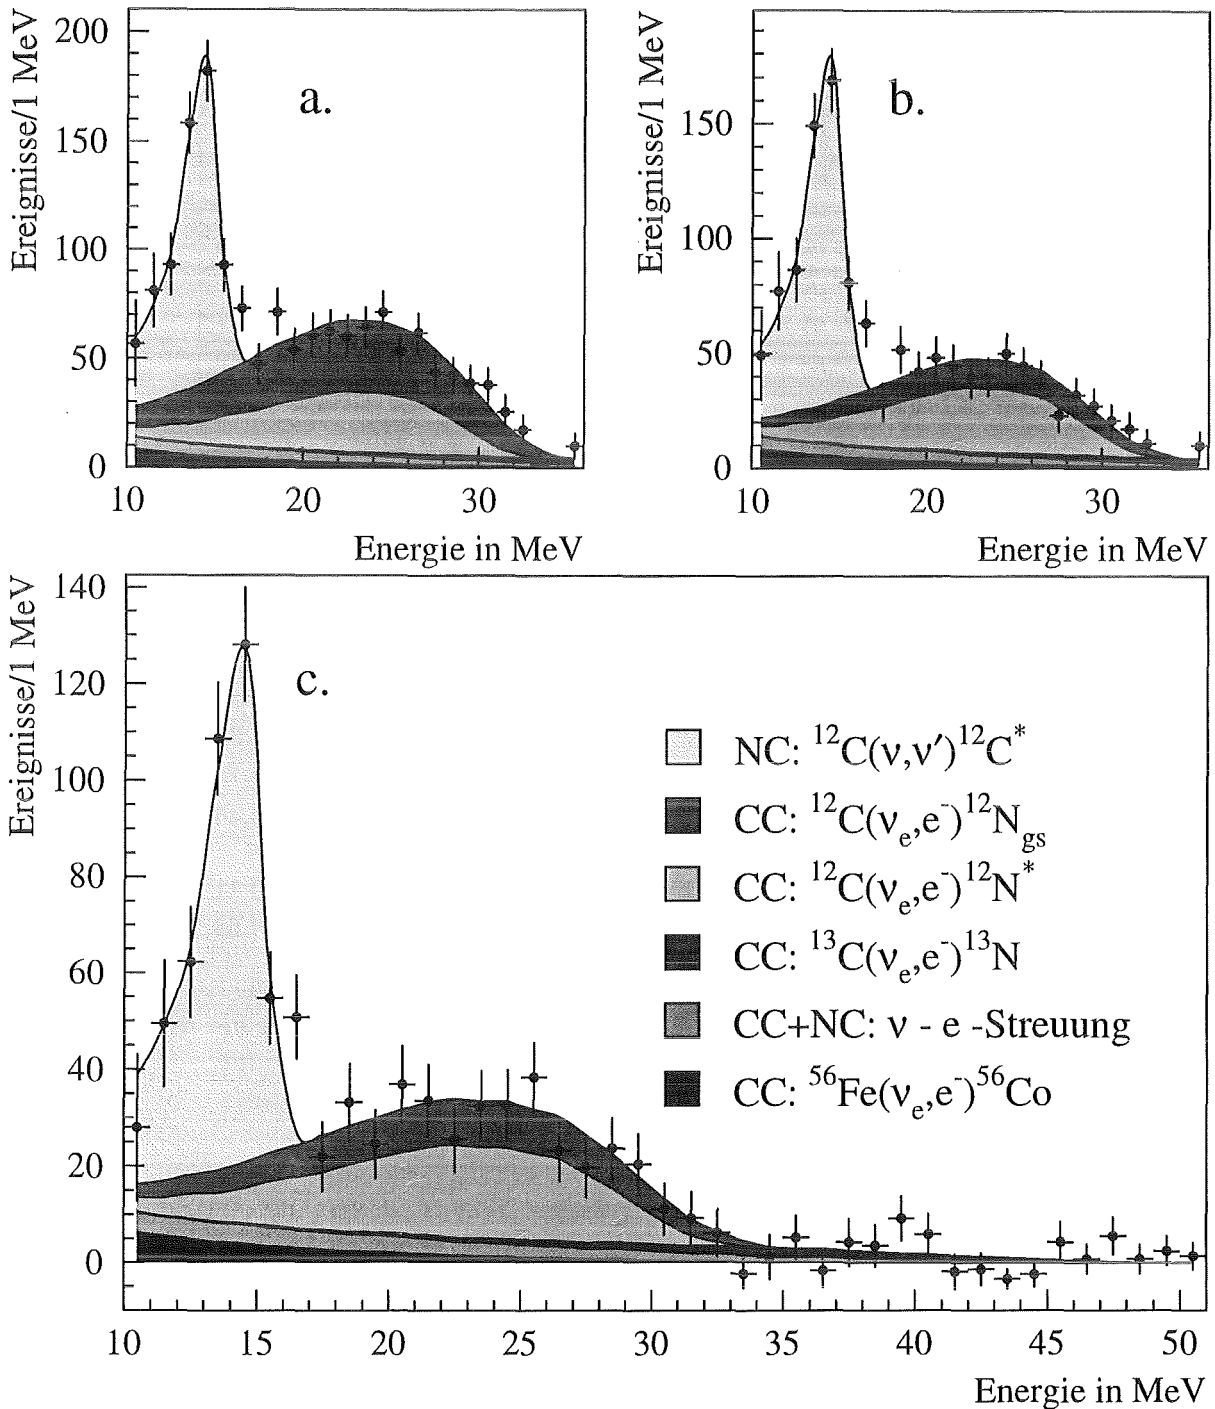 Ereignisse/1 MeV
200
150
100
50
0
a.
10 20 30
Energie in MeV
Ereignisse/1 MeV
150
100
50
0
b.
10 20 30
Energie in MeV
Ereignisse/1 MeV
140
120
100
80
60
40
20
0
c.
NC: ¹²C(ν,ν′)¹²C*
CC: ¹²C(νₑ,e⁻)¹²N_gs
CC: ¹²C(νₑ,e⁻)¹²N*
CC: ¹³C(νₑ,e⁻)¹³N
CC+NC: ν - e -Streuung
CC: ⁵⁶Fe(νₑ,e⁻)⁵⁶Co
10 15 20 25 30 35 40 45 50
Energie in MeV